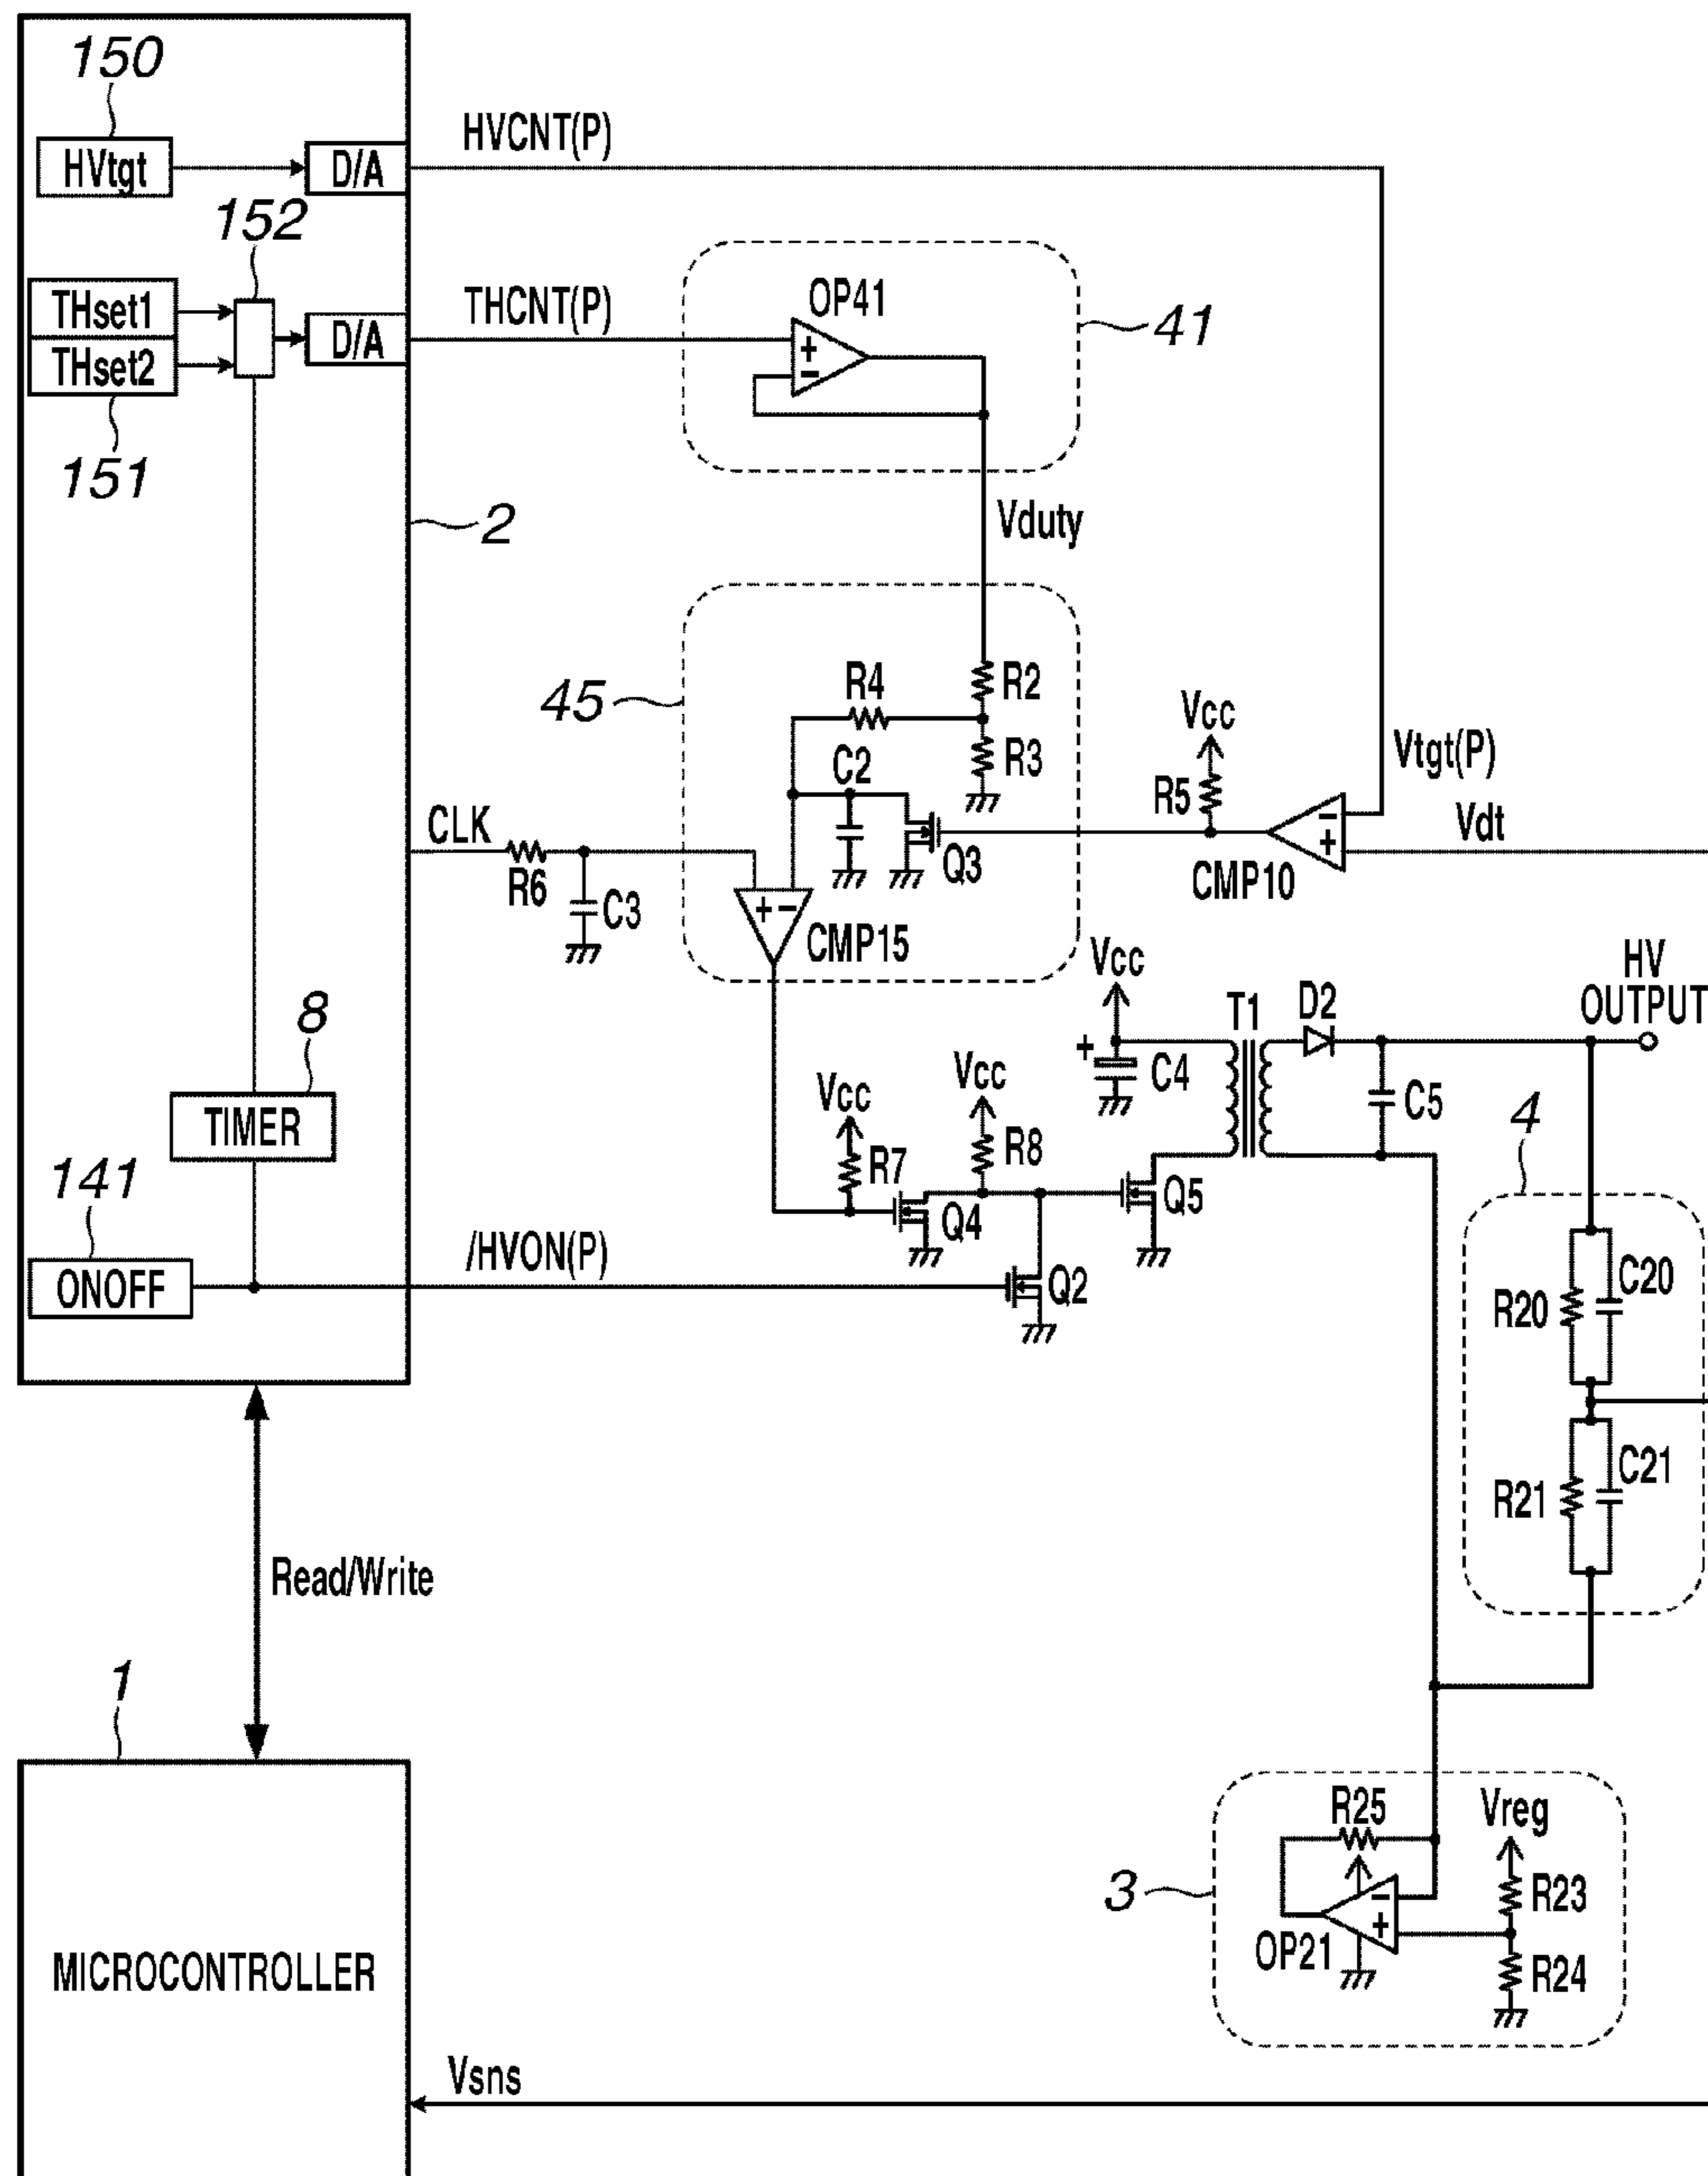 150
HVtgt
D/A
HVCNT(P)
152
THset1
THset2
D/A
THCNT(P)
151
OP41
+
−
41
2
Vduty
45
R4
R2
R3
C2
Q3
Vcc
R5
Vtgt(P)
Vdt
−
+
CMP10
CLK
R6
C3
+ −
CMP15
8
TIMER
Vcc
+
C4
T1
D2
HV
OUTPUT
C5
4
Vcc
R7
Vcc
R8
Q4
Q5
141
ONOFF
/HVON(P)
Q2
R20
C20
R21
C21
Read/Write
1
MICROCONTROLLER
Vsns
3
R25
Vreg
−
+
OP21
R23
R24